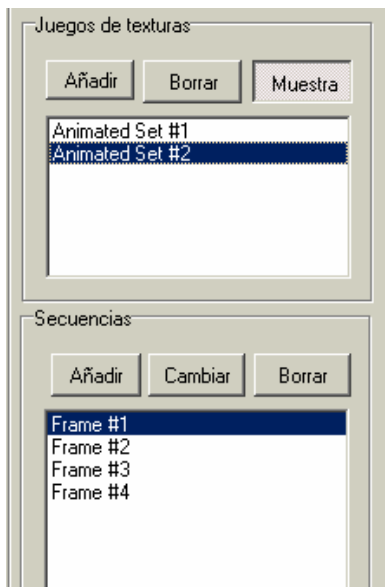 Juegos de texturas
Añadir Borrar Muestra
Animated Set #1
Animated Set #2
Secuencias
Añadir Cambiar Borrar
Frame #1
Frame #2
Frame #3
Frame #4